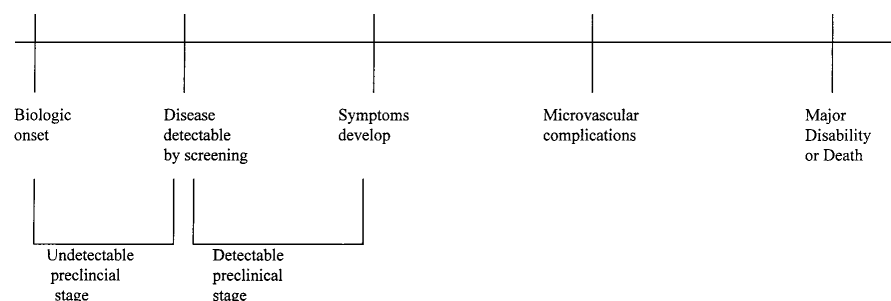 Biologic
onset
Disease
detectable
by screening
Symptoms
develop
Microvascular
complications
Major
Disability
or Death
Undetectable
preclincial
stage
Detectable
preclinical
stage